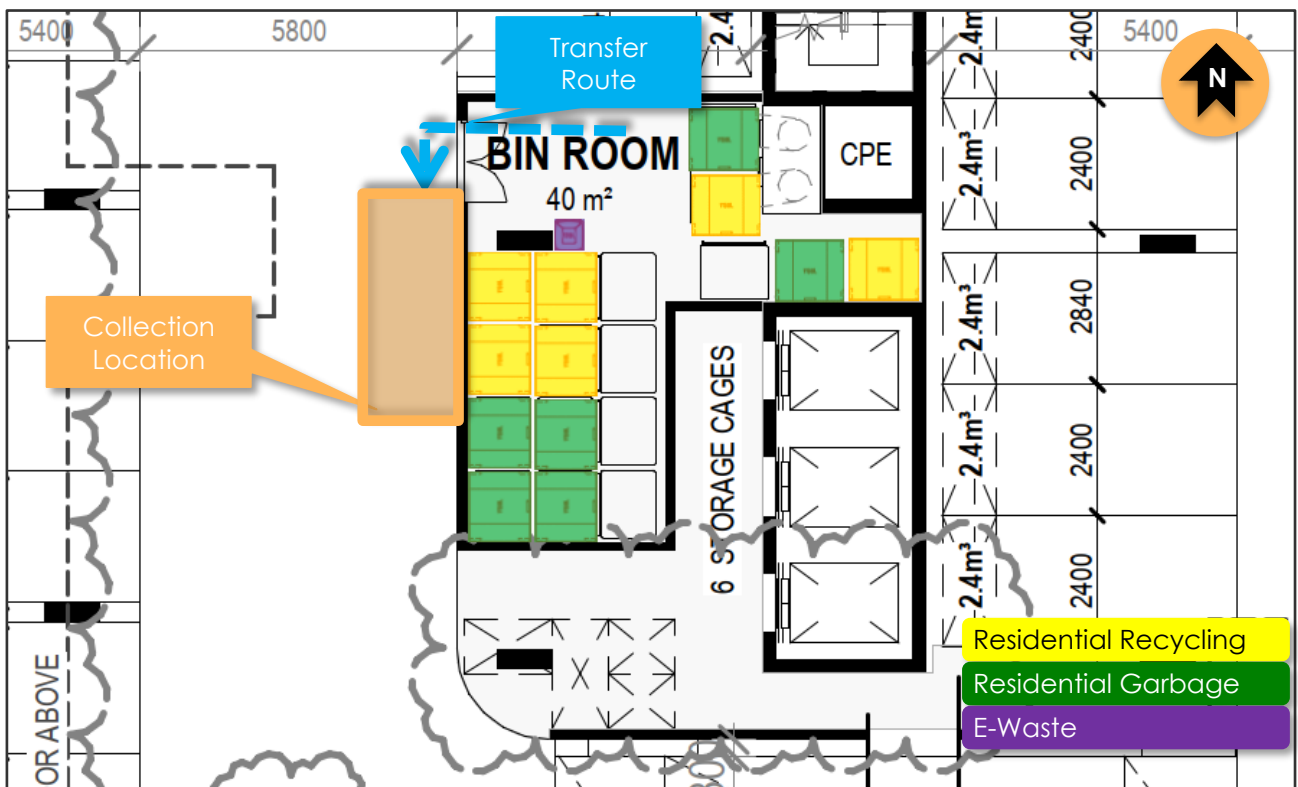 5400
5800
2.4
2.4m
2400
5400
Transfer
Route
N
BIN ROOM
40 m²
CPE
2.4m³
2400
Collection
Location
2.4m³
2840
6 STORAGE CAGES
2.4m³
2400
2.4m³
2400
Residential Recycling
Residential Garbage
E-Waste
OR ABOVE